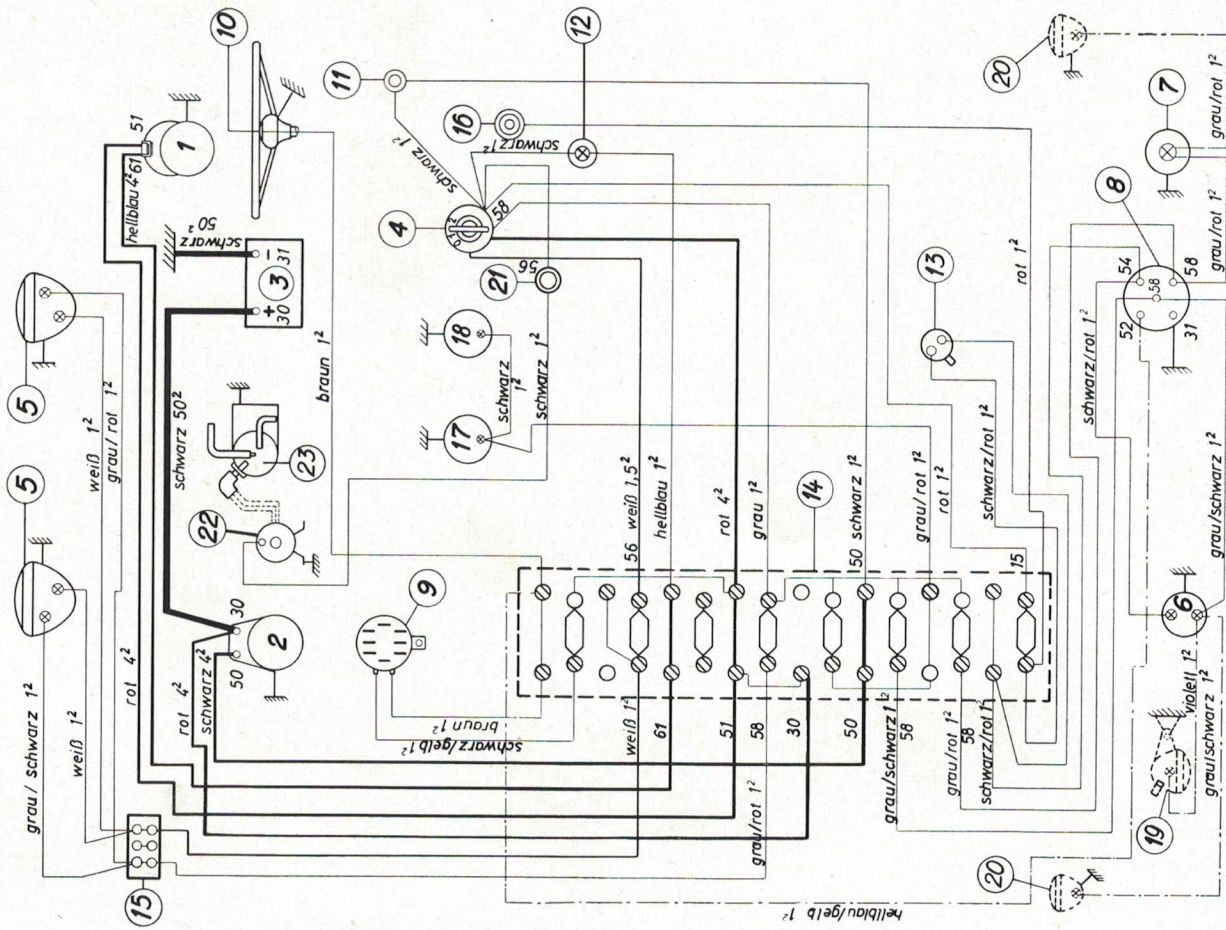 10
12
20
11
51
1
16
7
61
hellblau 4²
schwarz 1²
schwarz 1²
grau/rot 1²
4
0 1 2
58
8
schwarz 50²
- 31
3
+ 30
21
56
13
rot 1²
54
58
58
52
31
grau/rot 1²
5
weiß 1²
grau/rot 1²
schwarz 50²
braun 1²
23
22
18
schwarz 1²
schwarz 1²
17
schwarz/rot 1²
5
30
50
2
56 weiß 1,5²
hellblau 1²
rot 4²
grau 1²
14
50 schwarz 1²
grau/rot 1²
rot 1²
schwarz/rot 1²
15
grau/schwarz 1²
6
9
grau/schwarz 1²
weiß 1²
rot 4²
rot 4²
schwarz 4²
braun 1²
schwarz/gelb 1²
weiß 1²
61
51
58
30
50
grau/schwarz 1²
58
grau/rot 1²
58
schwarz/rot 1²
violett 1²
grau/schwarz 1²
19
15
grau/rot 1²
20
hellblau/gelb 1²